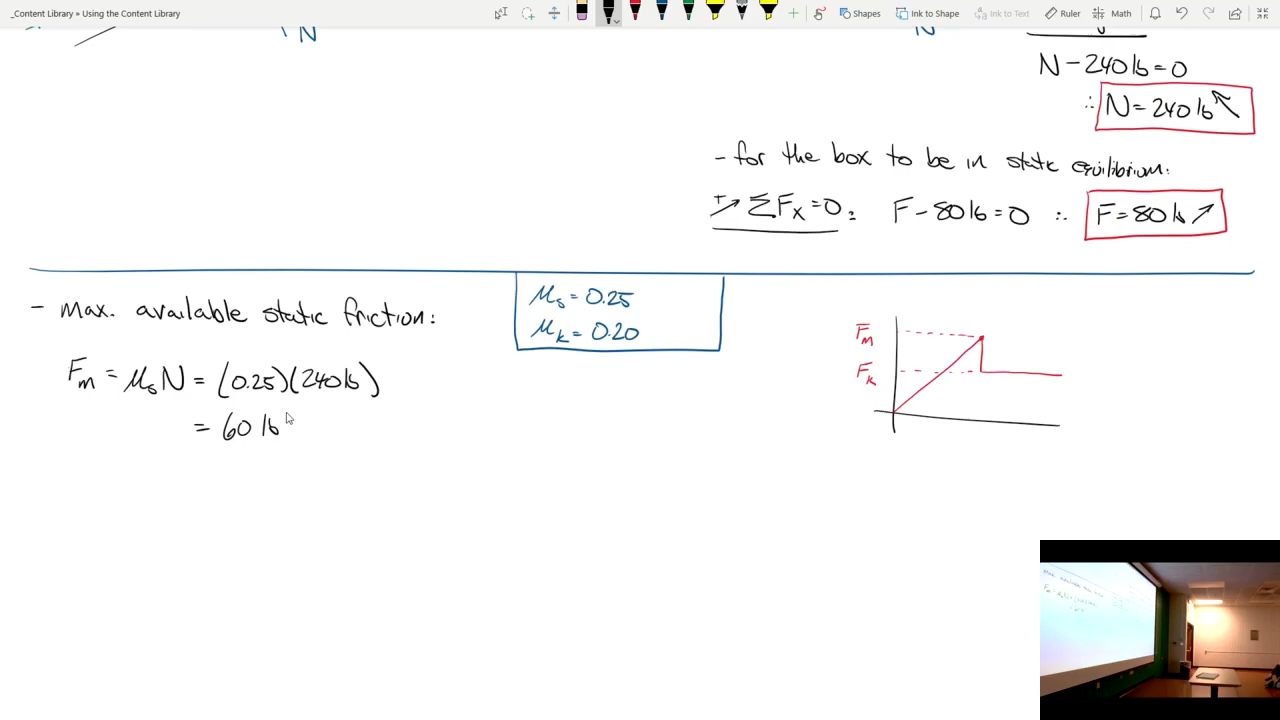 _Content Library » Using the Content Library
Shapes
Ink to Shape
Ink to Text
Ruler
Math
N
N
N - 240 lb = 0
∴ N = 240 lb ↖
- for the box to be in static equilibrium:
+↗ ΣFx = 0: F - 80 lb = 0 ∴ F = 80 lb ↗
- Max. available static friction:
μs = 0.25
μk = 0.20
Fm = μsN = (0.25)(240 lb)
= 60 lb
Fm
Fk